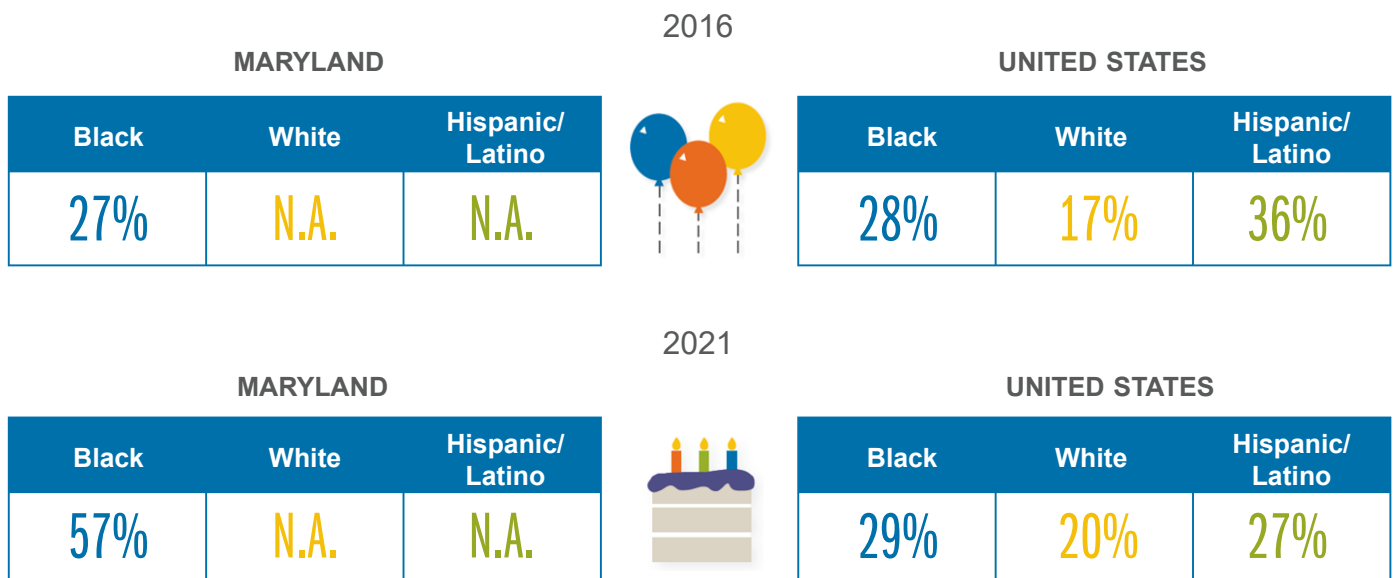 2016
MARYLAND
Black White Hispanic/
Latino
27% N.A. N.A.
UNITED STATES
Black White Hispanic/
Latino
28% 17% 36%
2021
MARYLAND
Black White Hispanic/
Latino
57% N.A. N.A.
UNITED STATES
Black White Hispanic/
Latino
29% 20% 27%